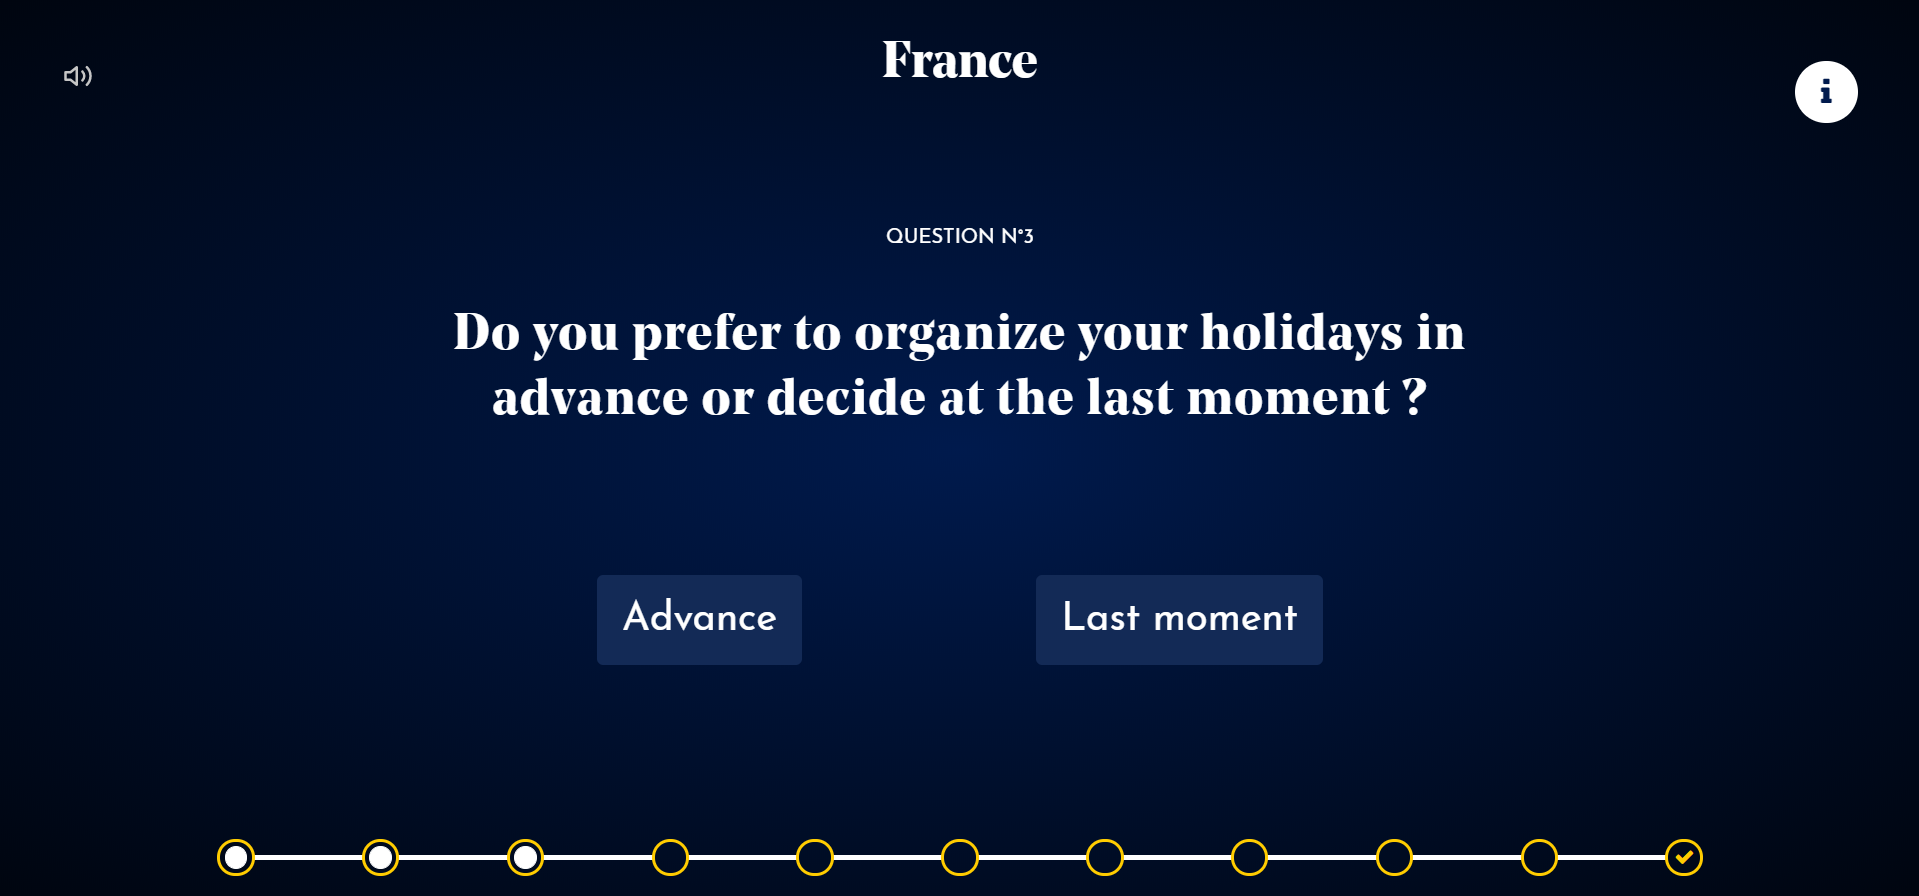 France
QUESTION N°3
Do you prefer to organize your holidays in
advance or decide at the last moment ?
Advance
Last moment